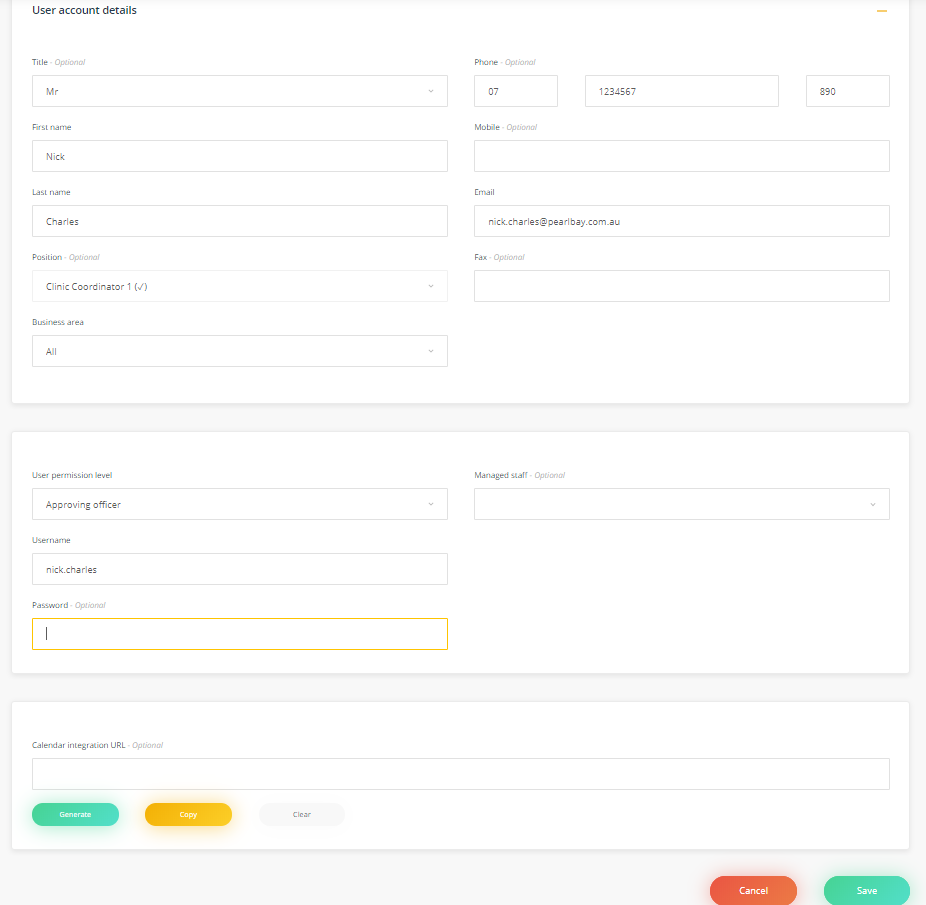 User account details
Title - Optional
Mr
Phone - Optional
07 1234567 890
First name
Nick
Mobile - Optional
Last name
Charles
Email
nick.charles@pearlbay.com.au
Position - Optional
Clinic Coordinator 1 (✓)
Fax - Optional
Business area
All
User permission level
Approving officer
Managed staff - Optional
Username
nick.charles
Password - Optional
Calendar integration URL - Optional
Generate Copy Clear
Cancel Save